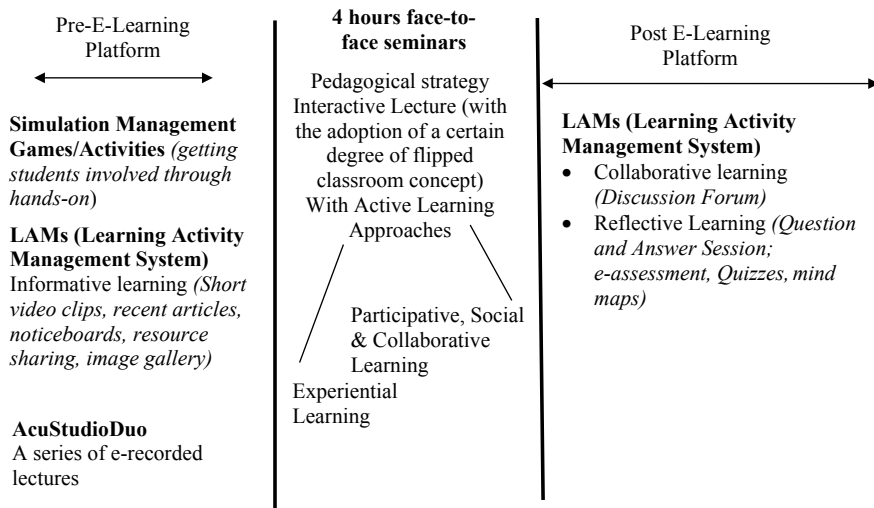 Pre-E-Learning
Platform
Simulation Management
Games/Activities (getting
students involved through
hands-on)
LAMs (Learning Activity
Management System)
Informative learning (Short
video clips, recent articles,
noticeboards, resource
sharing, image gallery)
AcuStudioDuo
A series of e-recorded
lectures
4 hours face-to-
face seminars
Pedagogical strategy
Interactive Lecture (with
the adoption of a certain
degree of flipped
classroom concept)
With Active Learning
Approaches
Participative, Social
& Collaborative
Learning
Experiential
Learning
Post E-Learning
Platform
LAMs (Learning Activity
Management System)
• Collaborative learning
(Discussion Forum)
• Reflective Learning (Question
and Answer Session;
e-assessment, Quizzes, mind
maps)